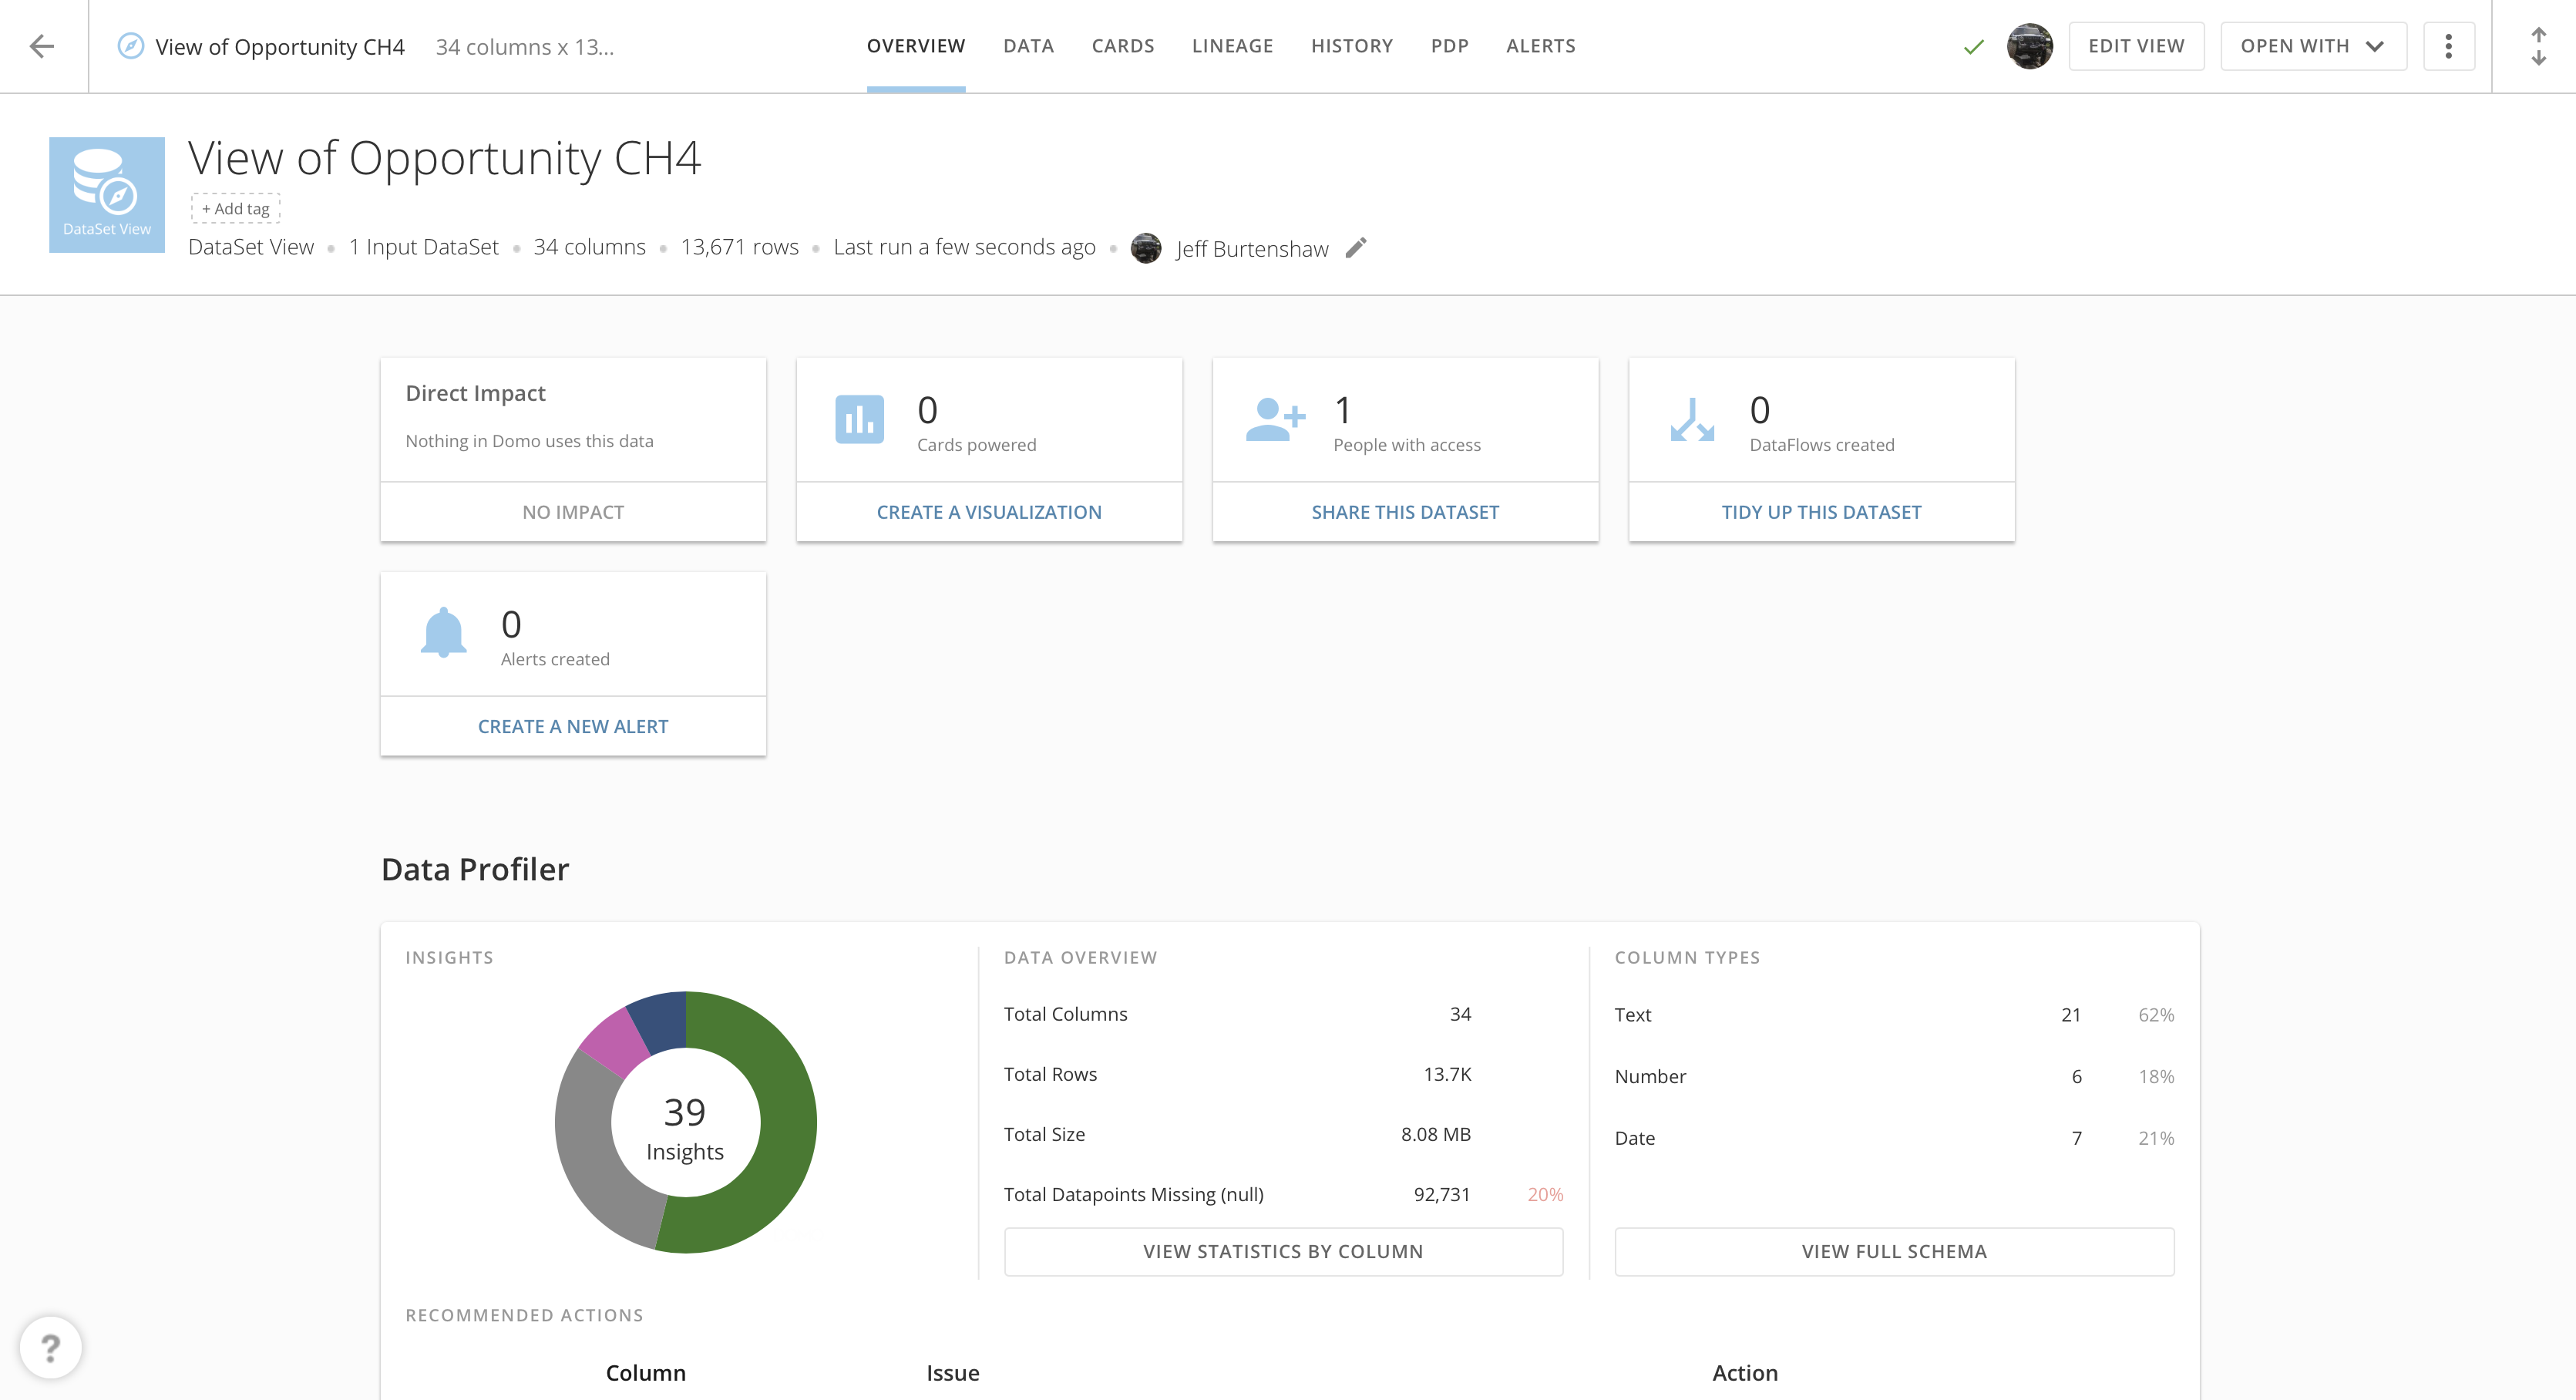 View of Opportunity CH4 34 columns x 13... OVERVIEW DATA CARDS LINEAGE HISTORY PDP ALERTS EDIT VIEW OPEN WITH
View of Opportunity CH4
+ Add tag
DataSet View
DataSet View • 1 Input DataSet • 34 columns • 13,671 rows • Last run a few seconds ago • Jeff Burtenshaw
Direct Impact
Nothing in Domo uses this data
NO IMPACT
0
Cards powered
CREATE A VISUALIZATION
1
People with access
SHARE THIS DATASET
0
DataFlows created
TIDY UP THIS DATASET
0
Alerts created
CREATE A NEW ALERT
Data Profiler
INSIGHTS
39
Insights
DATA OVERVIEW
Total Columns 34
Total Rows 13.7K
Total Size 8.08 MB
Total Datapoints Missing (null) 92,731 20%
VIEW STATISTICS BY COLUMN
COLUMN TYPES
Text 21 62%
Number 6 18%
Date 7 21%
VIEW FULL SCHEMA
RECOMMENDED ACTIONS
Column Issue Action
?